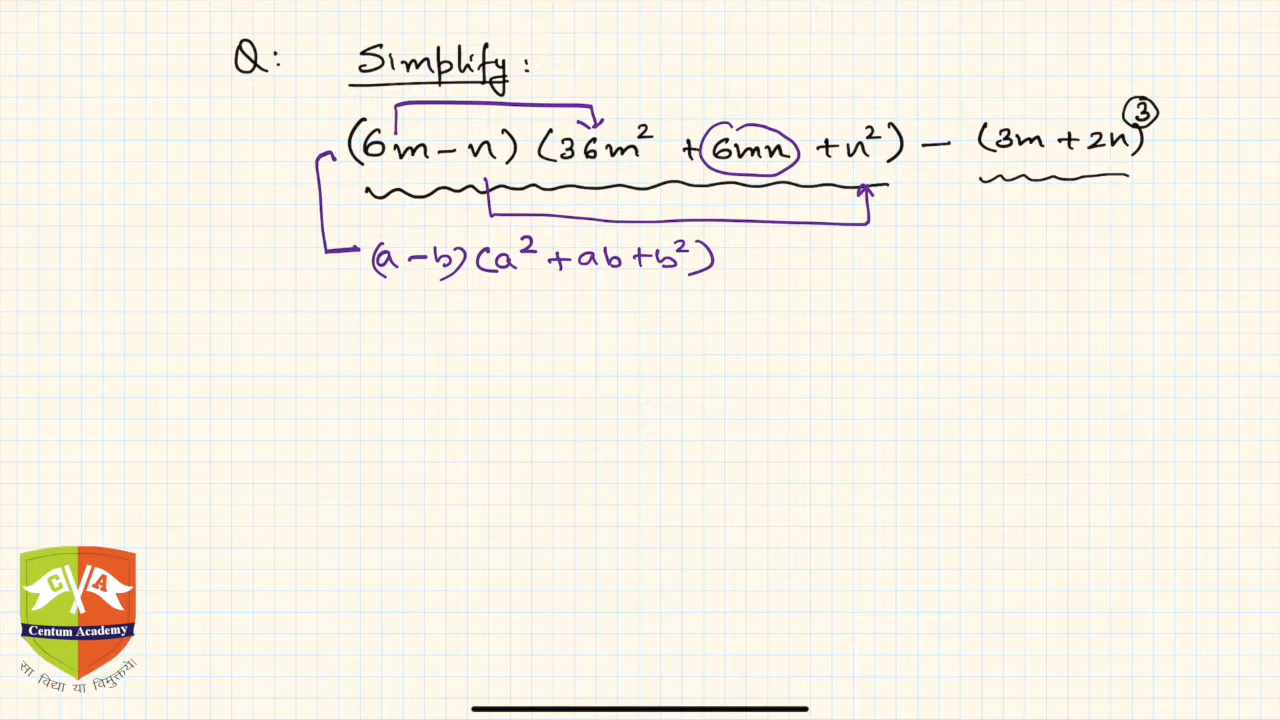 Q: Simplify:
(6m - n) (36m² + 6mn + n²) - (3m + 2n)³
(a - b) (a² + ab + b²)
C A
Centum Academy
सा विद्या या विमुक्तये।